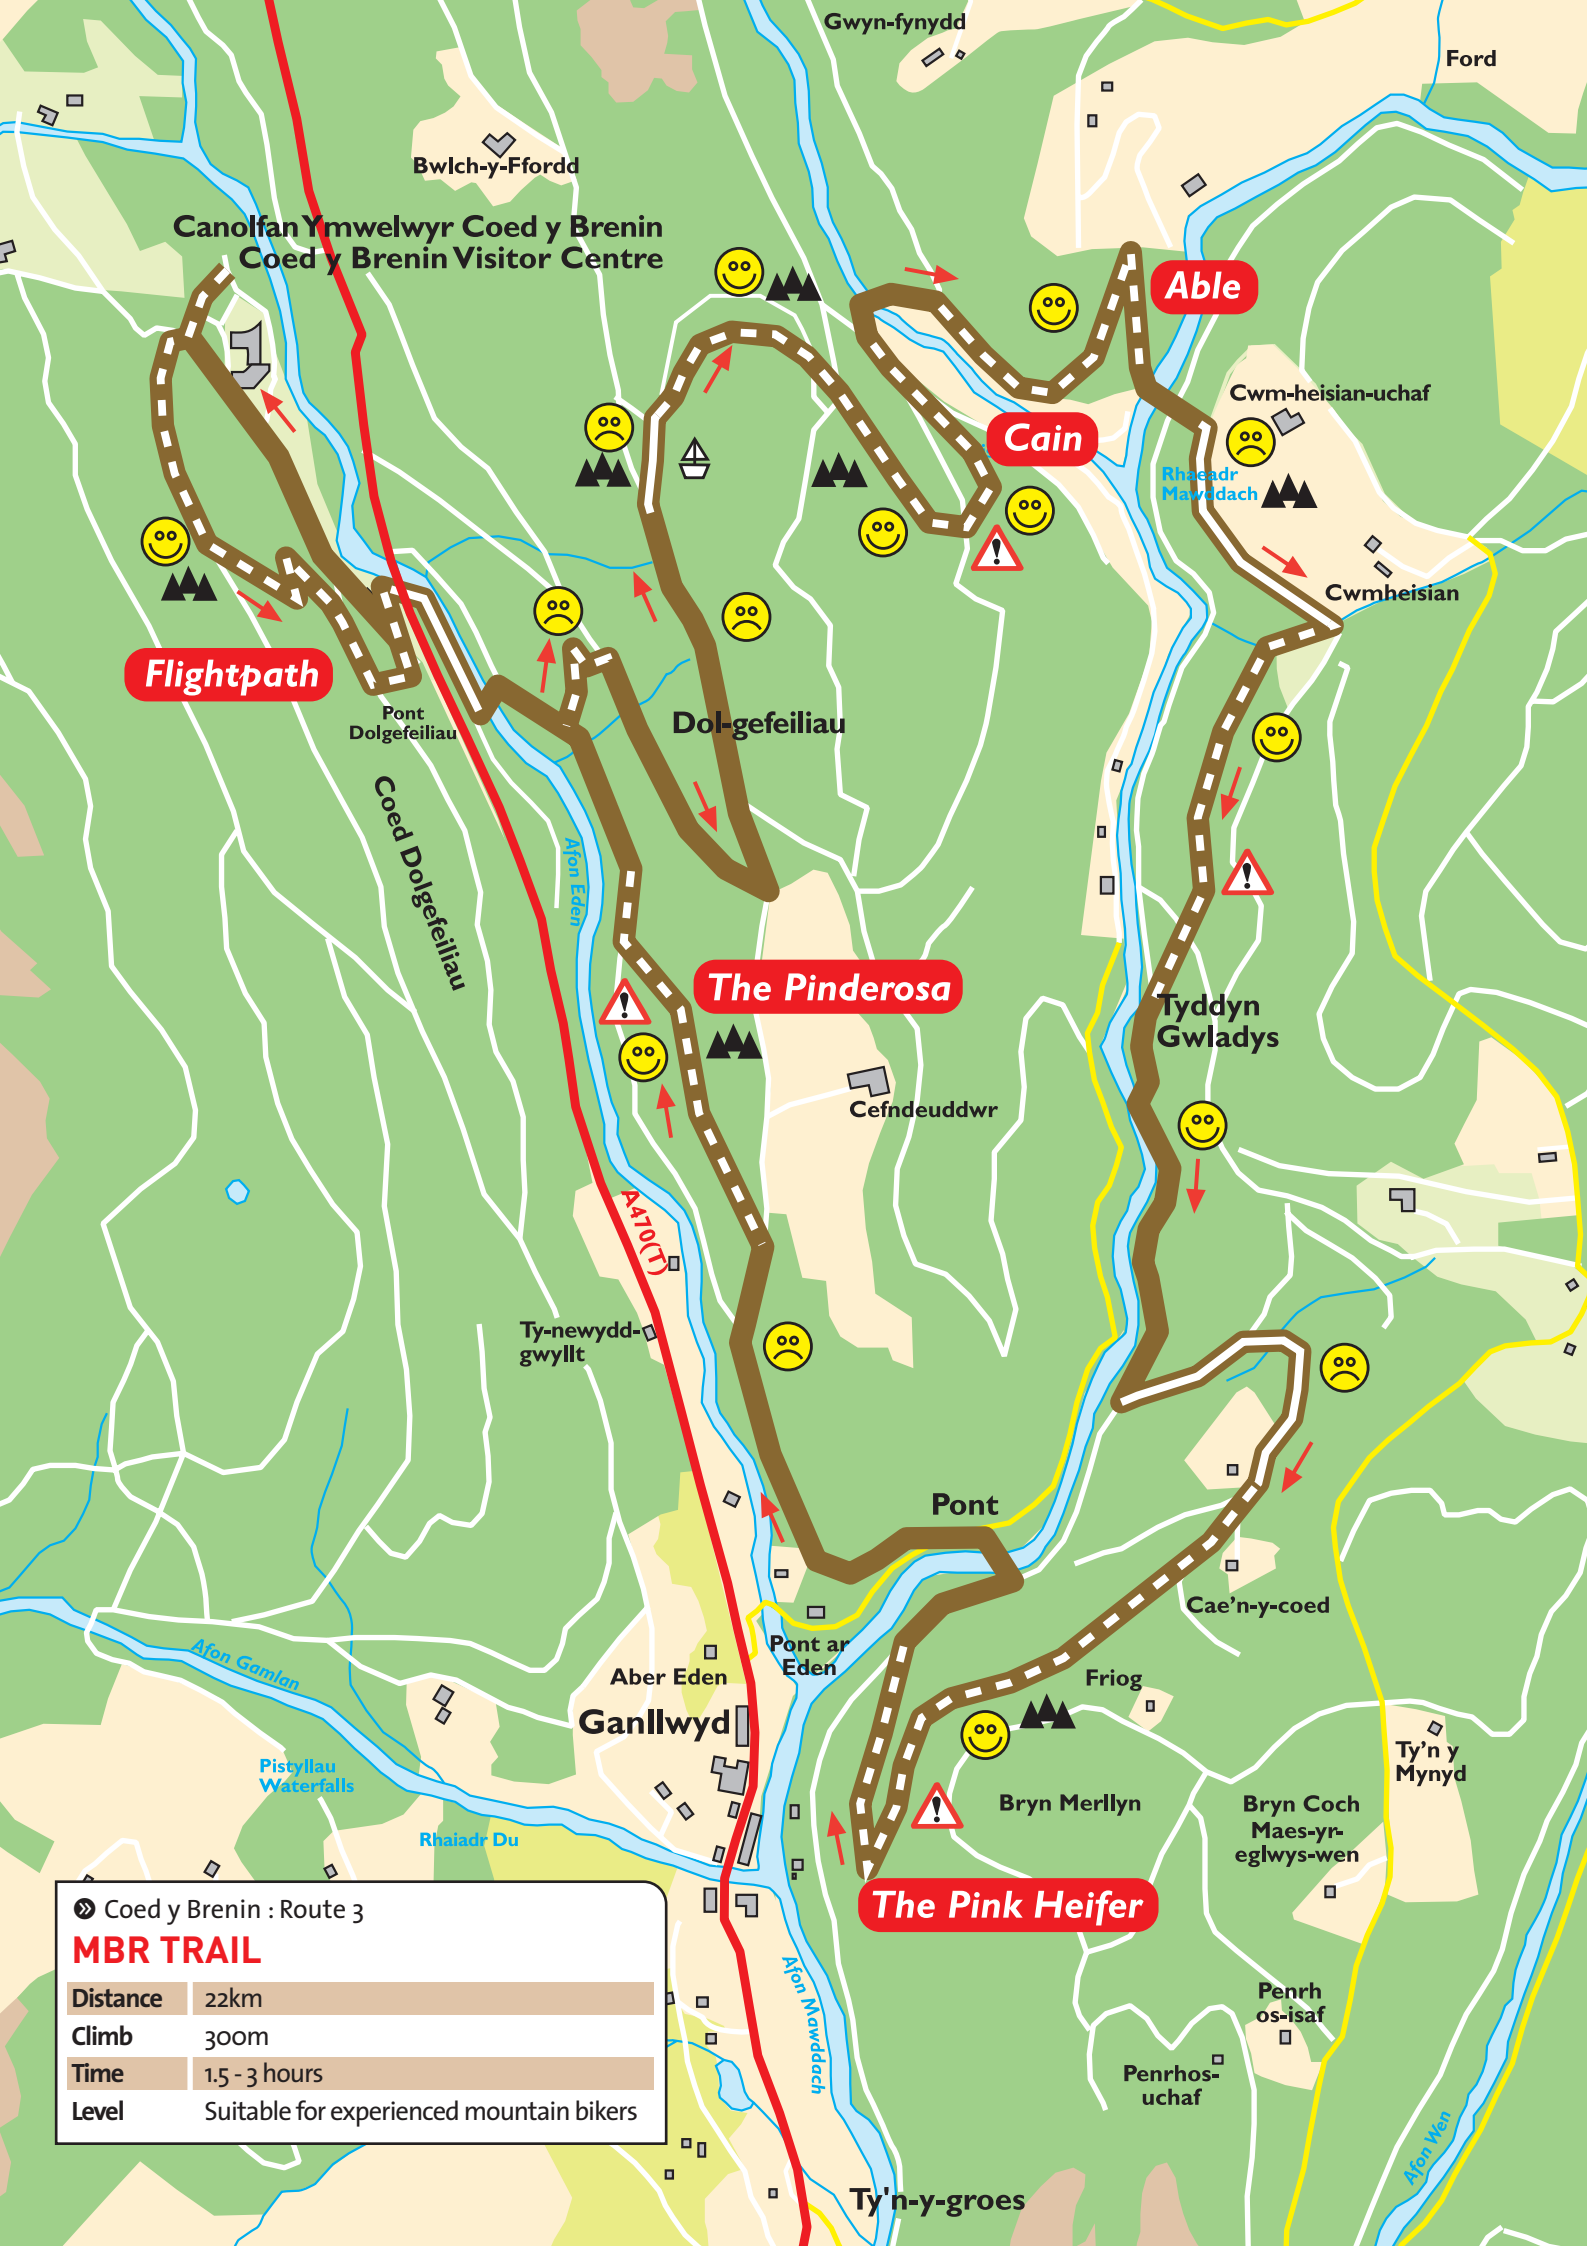 Gwyn-fynydd
Ford
Bwlch-y-Ffordd
Canolfan Ymwelwyr Coed y Brenin
Coed y Brenin Visitor Centre
Able
Cwm-heisian-uchaf
Cain
Rhaeadr
Mawddach
Cwmheisian
Flightpath
Pont
Dolgefeiliau
Dol-gefeiliau
Coed Dolgefeiliau
Afon Eden
The Pinderosa
Tyddyn
Gwladys
Cefndeuddwr
A470(T)
Ty-newydd-
gwyllt
Pont
Cae'n-y-coed
Afon Gamlan
Pont ar
Eden
Aber Eden
Friog
Ganllwyd
Ty'n y
Mynyd
Pistyllau
Waterfalls
Bryn Merllyn
Bryn Coch
Maes-yr-
eglwys-wen
Rhaiadr Du
The Pink Heifer
Coed y Brenin : Route 3
MBR TRAIL
Distance 22km
Climb 300m
Time 1.5 - 3 hours
Level Suitable for experienced mountain bikers
Afon Mawddach
Penrh
os-isaf
Penrhos-
uchaf
Afon Wen
Ty'n-y-groes